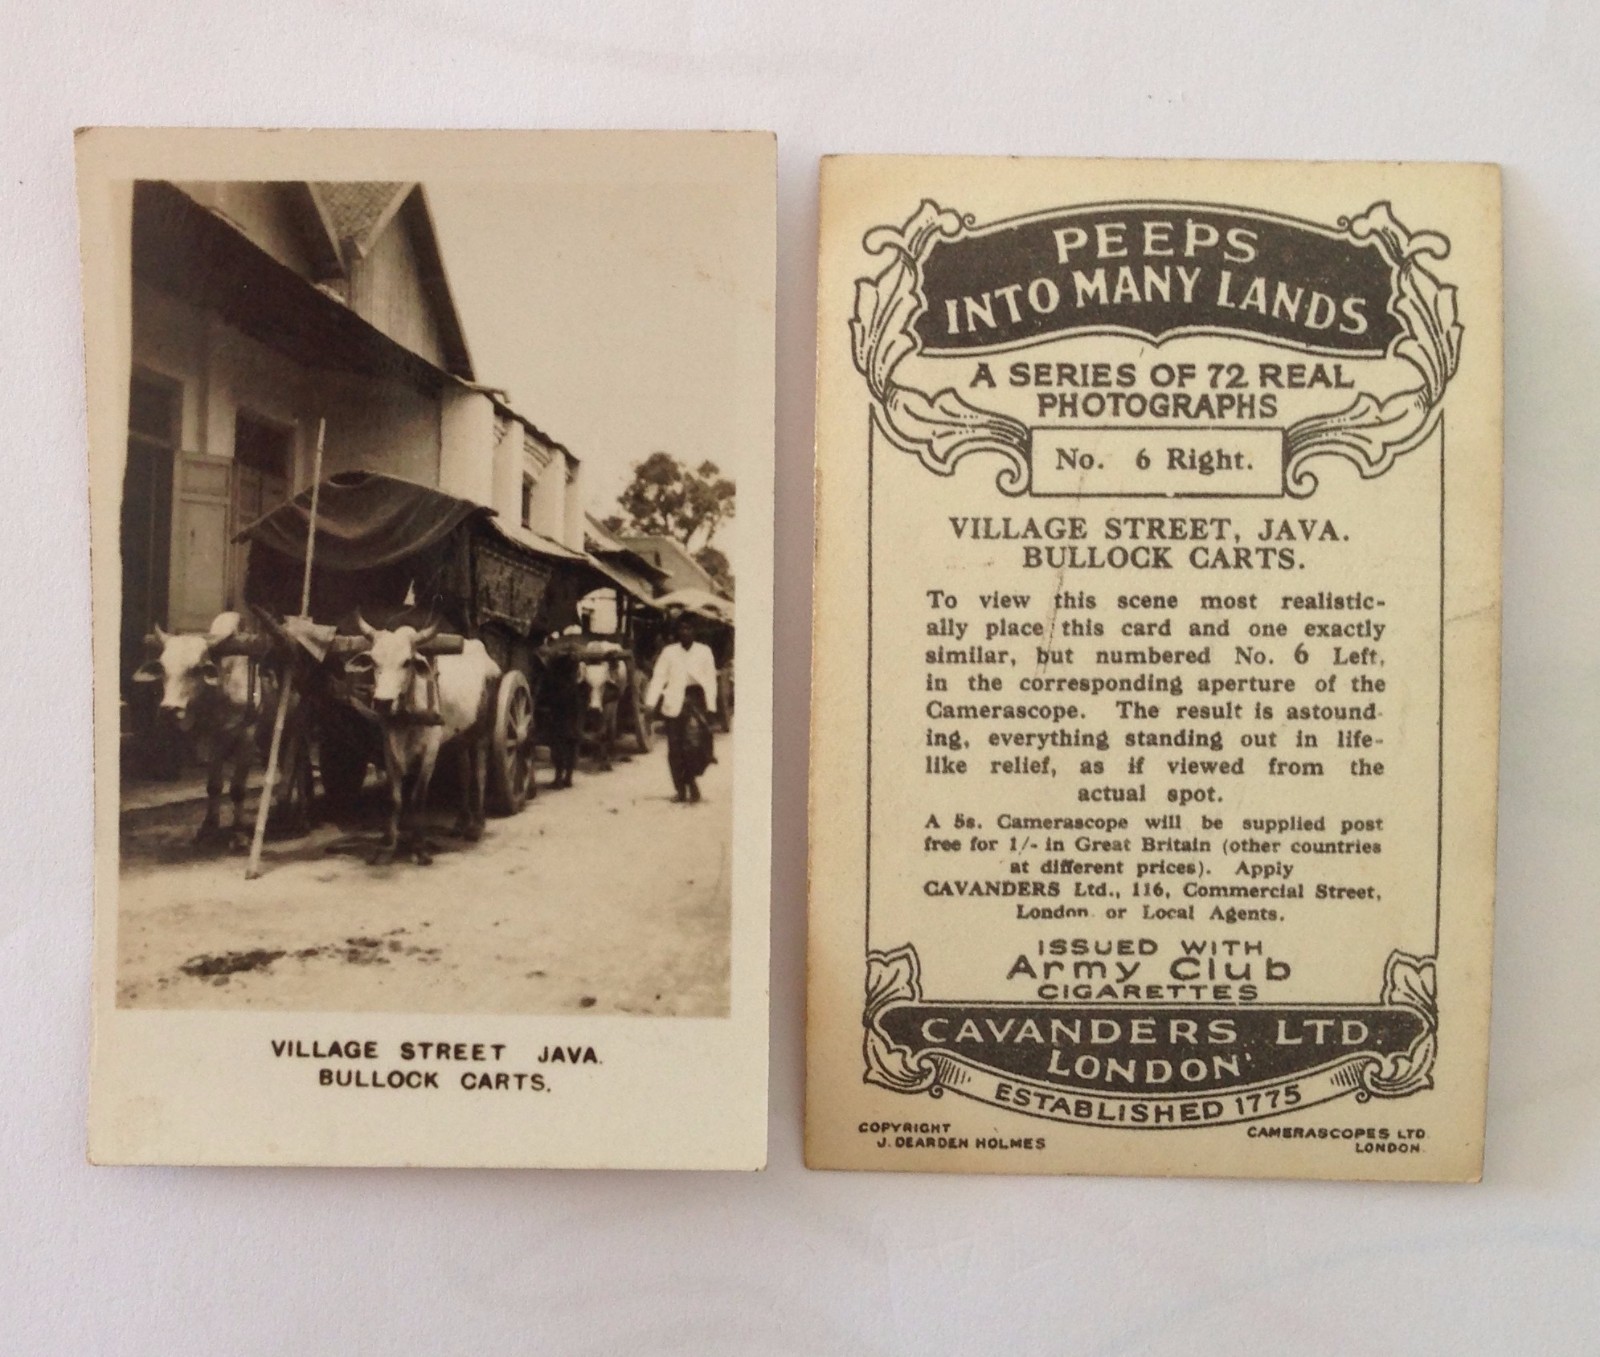 VILLAGE STREET JAVA.
BULLOCK CARTS.
PEEPS
INTO MANY LANDS
A SERIES OF 72 REAL
PHOTOGRAPHS
No. 6 Right.
VILLAGE STREET, JAVA.
BULLOCK CARTS.
To view this scene most realistic-
ally place this card and one exactly
similar, but numbered No. 6 Left,
in the corresponding aperture of the
Camerascope. The result is astound-
ing, everything standing out in life-
like relief, as if viewed from the
actual spot.
A 5s. Camerascope will be supplied post
free for 1/- in Great Britain (other countries
at different prices). Apply
CAVANDERS Ltd., 116, Commercial Street,
London or Local Agents.
ISSUED WITH
Army Club
CIGARETTES
CAVANDERS LTD.
LONDON
ESTABLISHED 1775
COPYRIGHT
J. DEARDEN HOLMES
CAMERASCOPES LTD
LONDON.